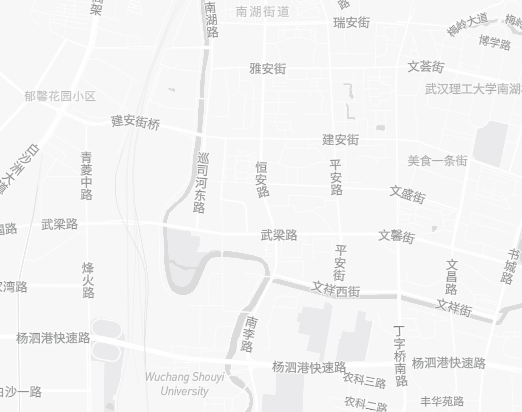 南湖路
南湖街道
瑞安街
梅岭大道
博学路
雅安街
文荟街
武汉理工大学南湖
郁馨花园小区
建安街桥
建安街
美食一条街
白沙洲大道
青菱中路
巡司河东路
恒安路
平安路
文盛街
武梁路
武梁路
文馨街
平安街
书城路
烽火路
文昌路
文祥西街
文祥街
南李路
丁字桥南路
杨泗港快速路
杨泗港快速路
杨泗港快速路
Wuchang Shouyi
University
农科三路
白沙一路
农科二路
丰华苑路